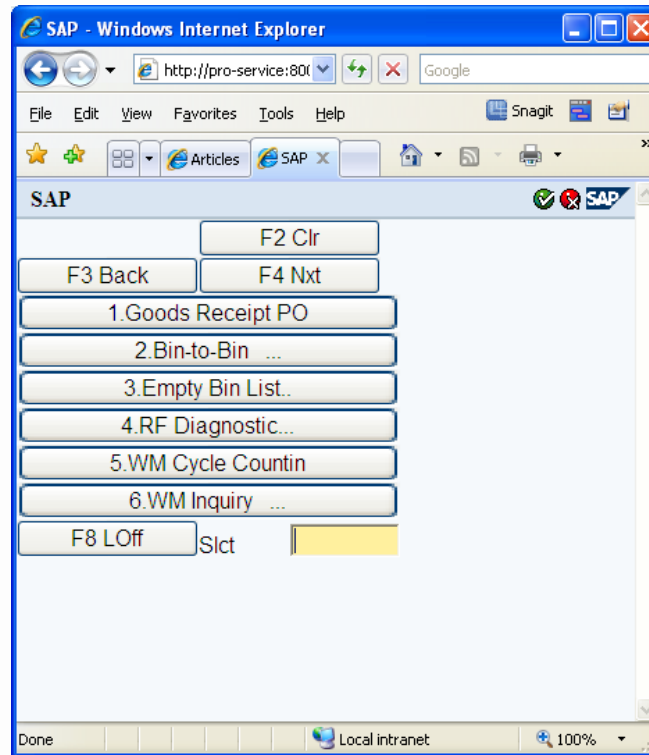 SAP - Windows Internet Explorer
http://pro-service:80 Google
File Edit View Favorites Tools Help Snagit
Articles SAP
SAP SAP
F2 Clr
F3 Back F4 Nxt
1.Goods Receipt PO
2.Bin-to-Bin ...
3.Empty Bin List..
4.RF Diagnostic...
5.WM Cycle Countin
6.WM Inquiry ...
F8 LOff Slct
Done Local intranet 100%